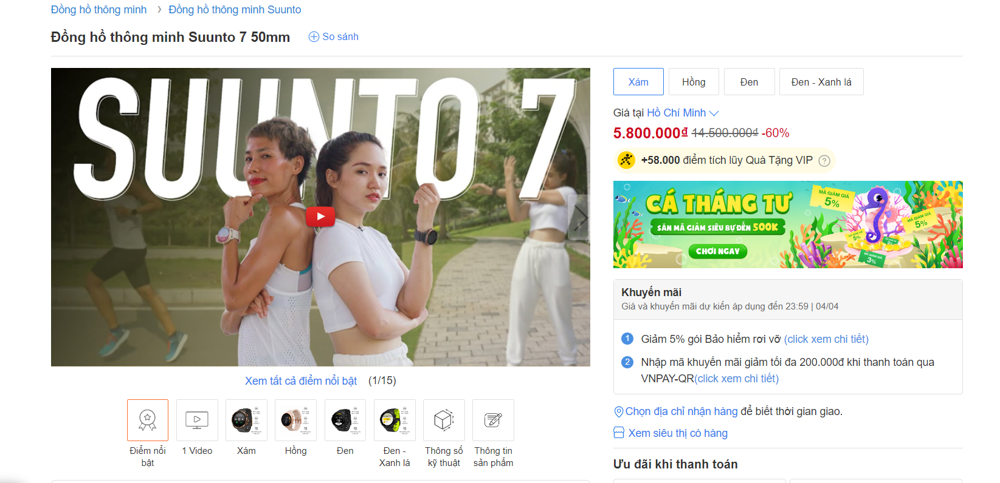 Đồng hồ thông minh › Đồng hồ thông minh Suunto
Đồng hồ thông minh Suunto 7 50mm
So sánh
SUUNTO 7
Xem tất cả điểm nổi bật (1/15)
Điểm nổi bật
1 Video
Xám
Hồng
Đen
Đen - Xanh lá
Thông số kỹ thuật
Thông tin sản phẩm
Xám
Hồng
Đen
Đen - Xanh lá
Giá tại Hồ Chí Minh
5.800.000₫ 14.500.000₫ -60%
+58.000 điểm tích lũy Quà Tặng VIP ?
CÁ THÁNG TƯ
SĂN MÃ GIẢM SIÊU BỰ ĐẾN 500K
CHƠI NGAY
MÃ GIẢM GIÁ
5%
MÃ GIẢM GIÁ
5%
5%
3%
MÃ GIẢM GIÁ
3%
Khuyến mãi
Giá và khuyến mãi dự kiến áp dụng đến 23:59 | 04/04
1 Giảm 5% gói Bảo hiểm rơi vỡ (click xem chi tiết)
2 Nhập mã khuyến mãi giảm tối đa 200.000đ khi thanh toán qua
VNPAY-QR(click xem chi tiết)
Chọn địa chỉ nhận hàng để biết thời gian giao.
Xem siêu thị có hàng
Ưu đãi khi thanh toán